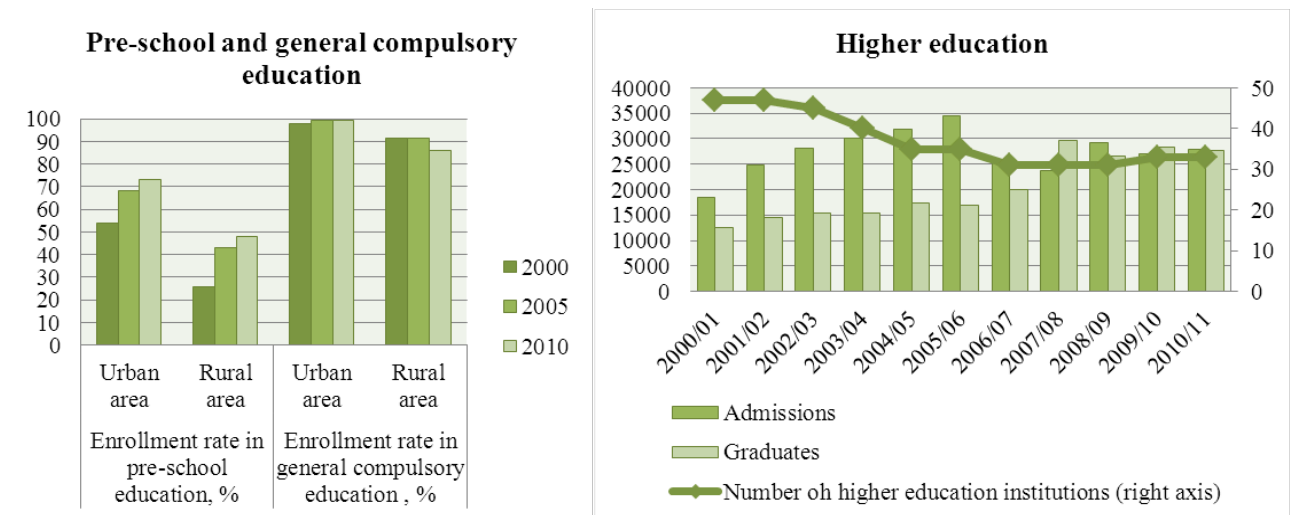 Pre-school and general compulsory
education
100
90
80
70
60
50
40
30
20
10
0
Urban
area
Rural
area
Urban
area
Rural
area
Enrollment rate in
pre-school
education, %
Enrollment rate in
general compulsory
education , %
2000
2005
2010
Higher education
40000
35000
30000
25000
20000
15000
10000
5000
0
50
40
30
20
10
0
2000/01
2001/02
2002/03
2003/04
2004/05
2005/06
2006/07
2007/08
2008/09
2009/10
2010/11
Admissions
Graduates
Number oh higher education institutions (right axis)